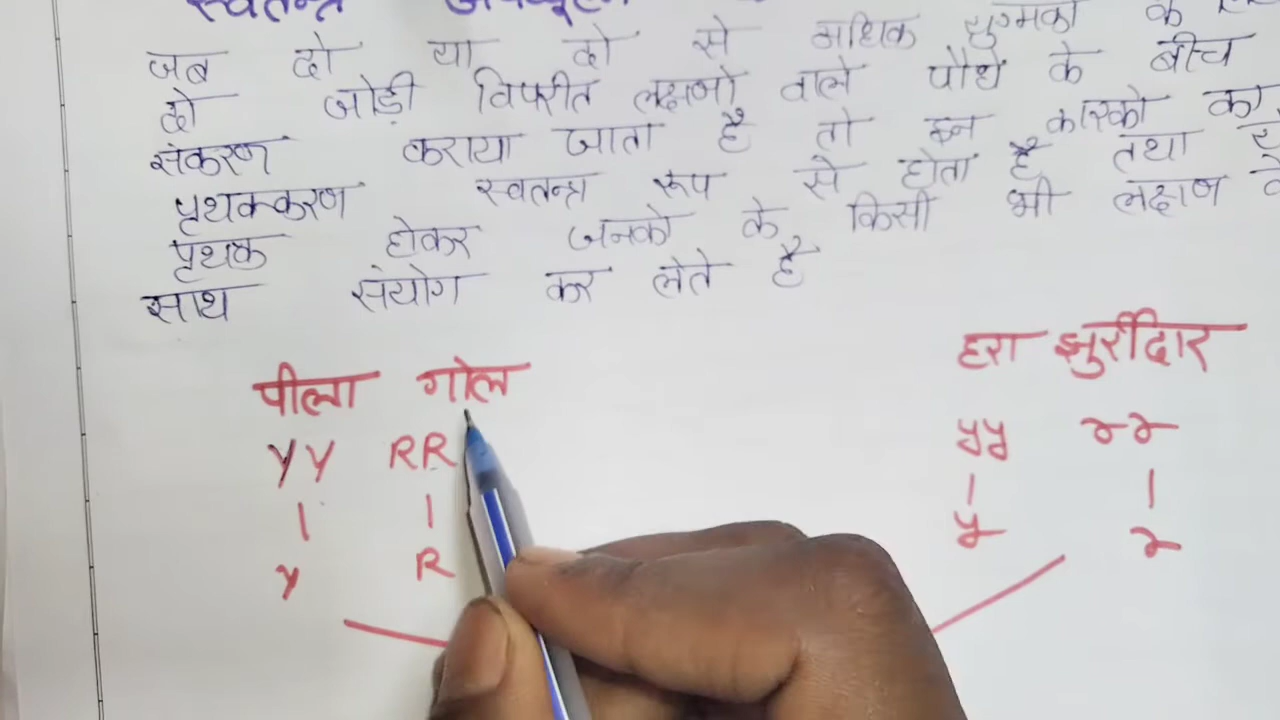 स्वतन्त्र
जब दो या दो से अधिक युग्मको के
दो जोड़ी विपरीत लक्षणो वाले पौधे के बीच
संकरण कराया जाता है तो इन कारको का
पृथक्करण स्वतन्त्र रूप से होता है तथा
पृथक होकर जनको के किसी भी लक्षण के
साथ संयोग कर लेते है
पीला गोल हरा झुर्रीदार
YY RR yy rr
Y R y r